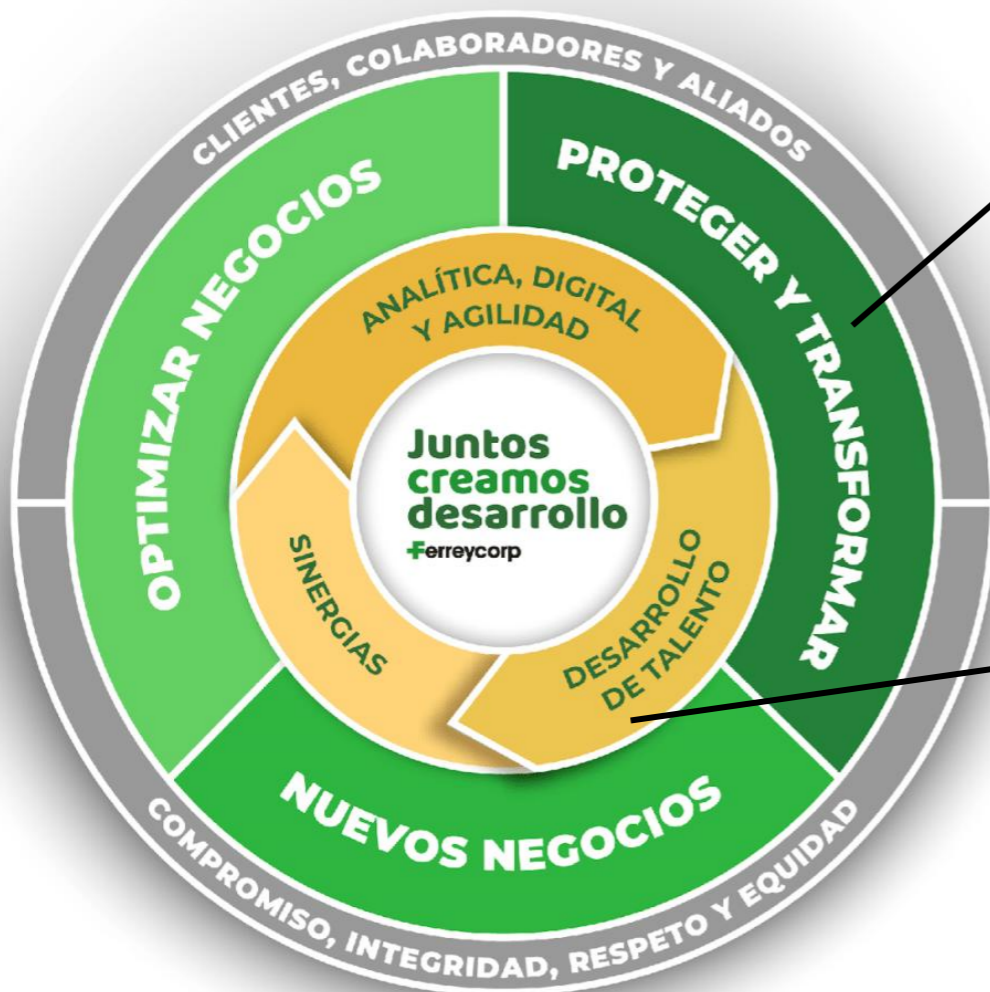 CLIENTES, COLABORADORES Y ALIADOS
OPTIMIZAR NEGOCIOS
PROTEGER Y TRANSFORMAR
ANALÍTICA, DIGITAL
Y AGILIDAD
Juntos
creamos
desarrollo
Ferreycorp
SINERGIAS
DESARROLLO
DE TALENTO
NUEVOS NEGOCIOS
COMPROMISO, INTEGRIDAD, RESPETO Y EQUIDAD